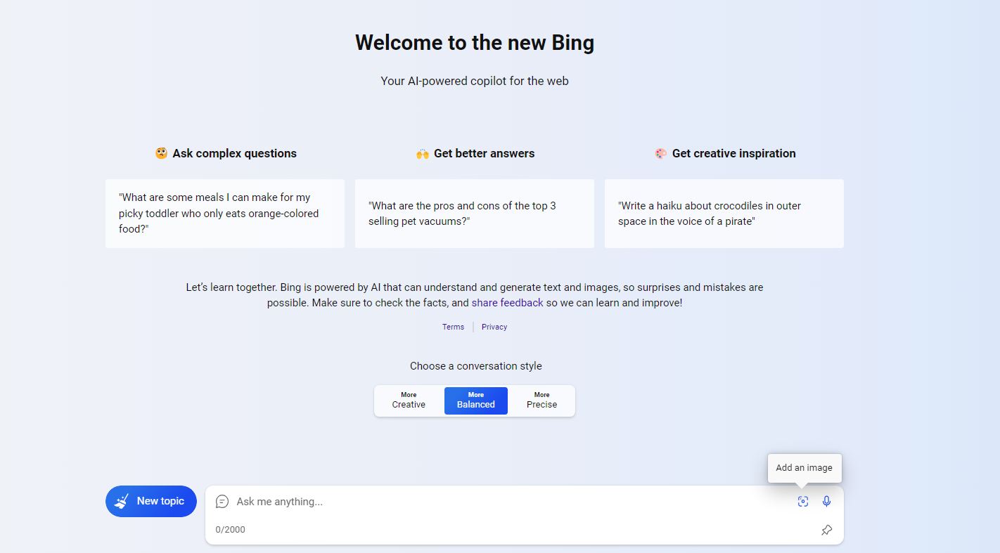 Welcome to the new Bing
Your AI-powered copilot for the web
Ask complex questions
"What are some meals I can make for my
picky toddler who only eats orange-colored
food?"
Get better answers
"What are the pros and cons of the top 3
selling pet vacuums?"
Get creative inspiration
"Write a haiku about crocodiles in outer
space in the voice of a pirate"
Let's learn together. Bing is powered by AI that can understand and generate text and images, so surprises and mistakes are
possible. Make sure to check the facts, and share feedback so we can learn and improve!
Terms | Privacy
Choose a conversation style
More
Creative
More
Balanced
More
Precise
Add an image
New topic
Ask me anything...
0/2000